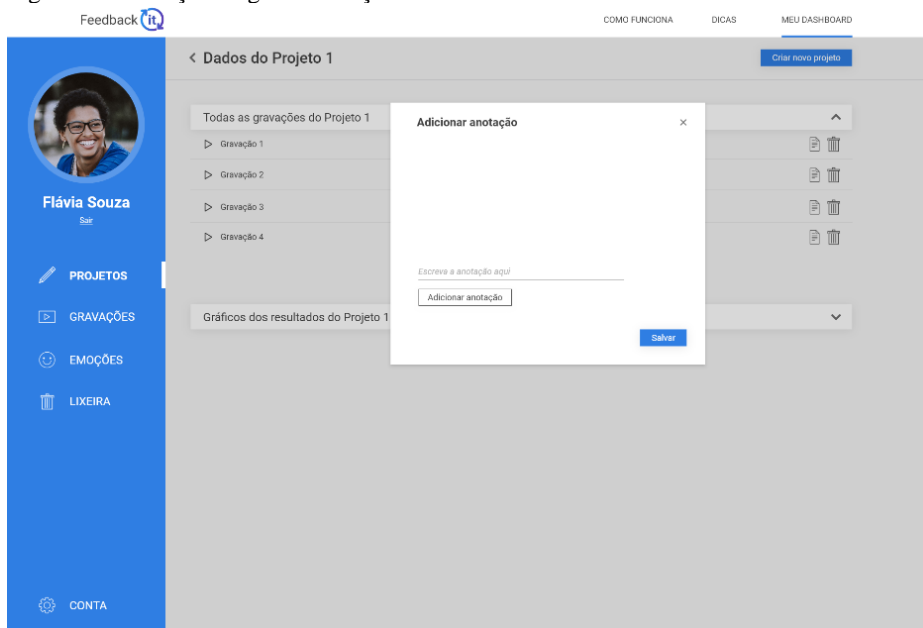 Feedback it
COMO FUNCIONA
DICAS
MEU DASHBOARD
< Dados do Projeto 1
Criar novo projeto
Flávia Souza
Sair
PROJETOS
GRAVAÇÕES
EMOÇÕES
LIXEIRA
CONTA
Todas as gravações do Projeto 1
Gravação 1
Gravação 2
Gravação 3
Gravação 4
Gráficos dos resultados do Projeto 1
Adicionar anotação
×
Escreva a anotação aqui
Adicionar anotação
Salvar